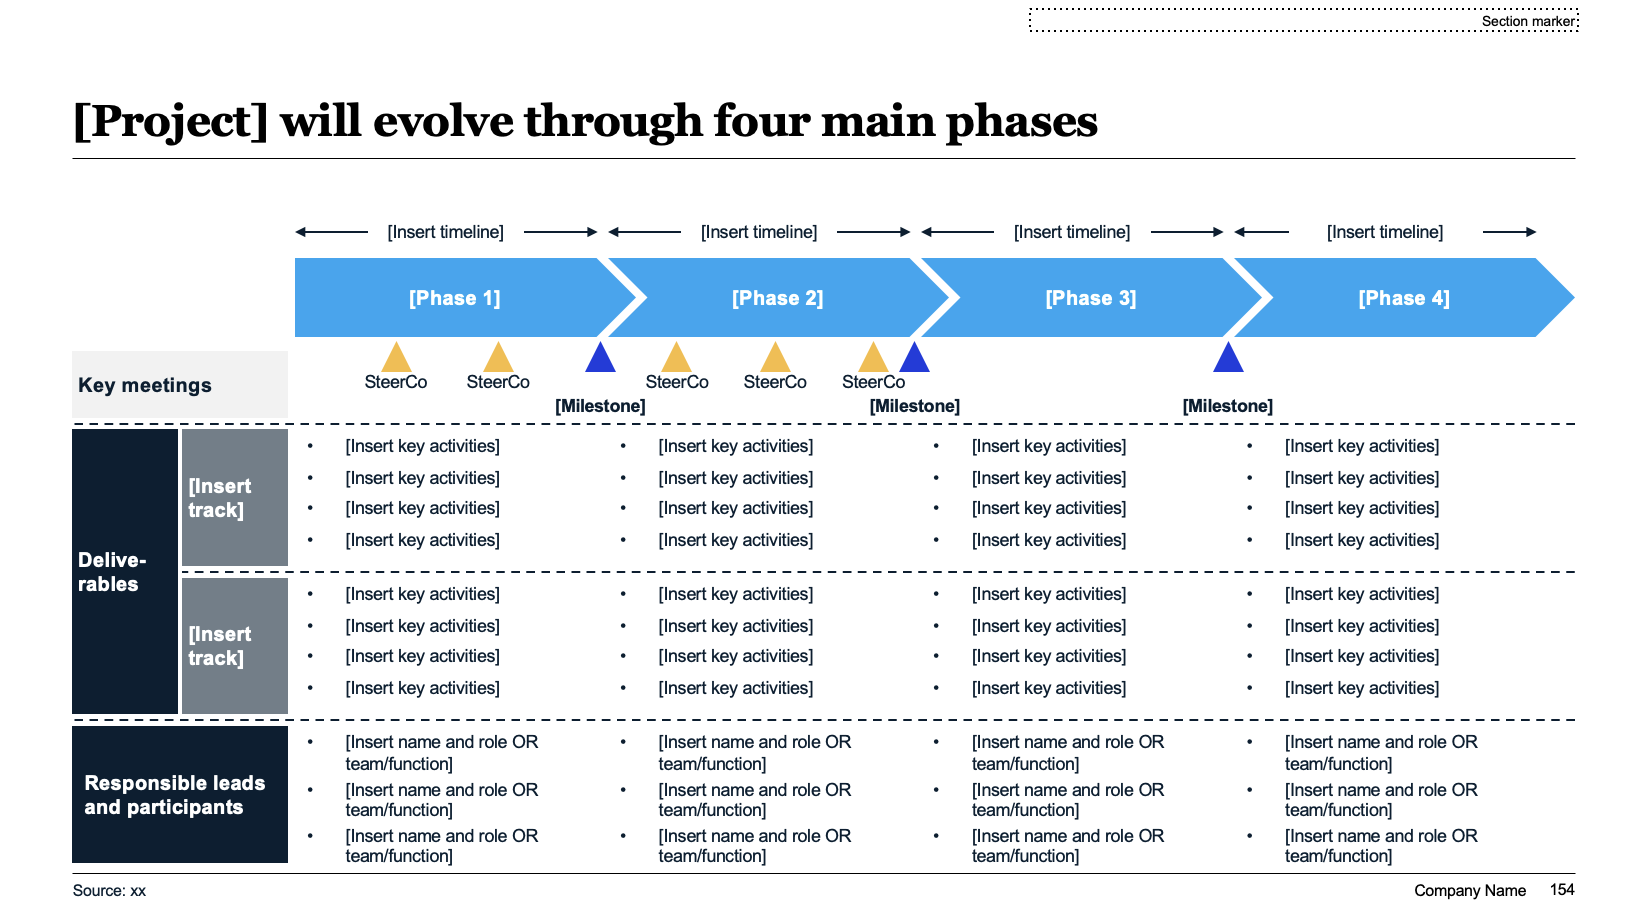 Section marker
[Project] will evolve through four main phases
[Insert timeline] [Insert timeline] [Insert timeline] [Insert timeline]
[Phase 1] [Phase 2] [Phase 3] [Phase 4]
Key meetings
SteerCo SteerCo SteerCo SteerCo SteerCo
[Milestone] [Milestone] [Milestone]
Delive-
rables
[Insert
track]
• [Insert key activities] • [Insert key activities] • [Insert key activities] • [Insert key activities]
• [Insert key activities] • [Insert key activities] • [Insert key activities] • [Insert key activities]
• [Insert key activities] • [Insert key activities] • [Insert key activities] • [Insert key activities]
• [Insert key activities] • [Insert key activities] • [Insert key activities] • [Insert key activities]
[Insert
track]
• [Insert key activities] • [Insert key activities] • [Insert key activities] • [Insert key activities]
• [Insert key activities] • [Insert key activities] • [Insert key activities] • [Insert key activities]
• [Insert key activities] • [Insert key activities] • [Insert key activities] • [Insert key activities]
• [Insert key activities] • [Insert key activities] • [Insert key activities] • [Insert key activities]
Responsible leads
and participants
• [Insert name and role OR • [Insert name and role OR • [Insert name and role OR • [Insert name and role OR
team/function] team/function] team/function] team/function]
• [Insert name and role OR • [Insert name and role OR • [Insert name and role OR • [Insert name and role OR
team/function] team/function] team/function] team/function]
• [Insert name and role OR • [Insert name and role OR • [Insert name and role OR • [Insert name and role OR
team/function] team/function] team/function] team/function]
Source: xx
Company Name 154